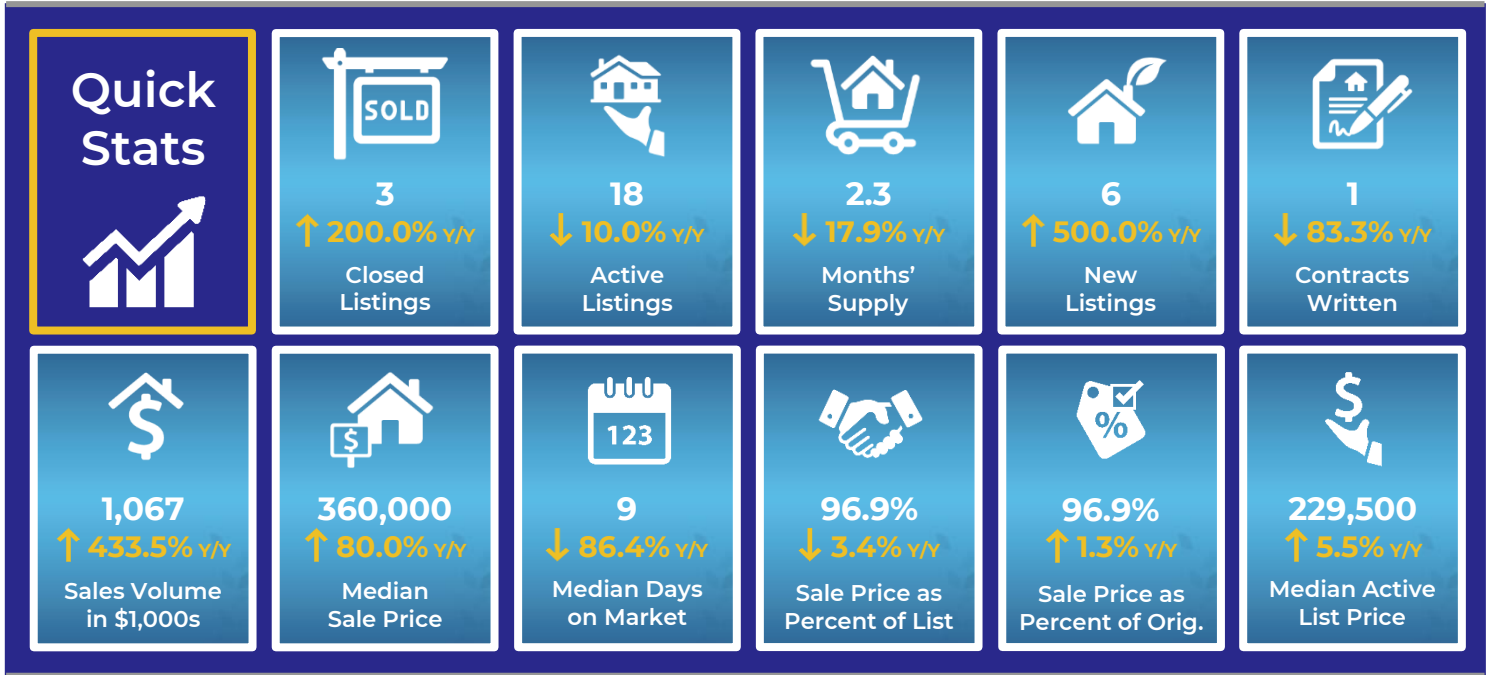 Quick
Stats
SOLD
3
↑ 200.0% Y/Y
Closed
Listings
18
↓ 10.0% Y/Y
Active
Listings
2.3
↓ 17.9% Y/Y
Months’
Supply
6
↑ 500.0% Y/Y
New
Listings
1
↓ 83.3% Y/Y
Contracts
Written
$
1,067
↑ 433.5% Y/Y
Sales Volume
in $1,000s
$
360,000
↑ 80.0% Y/Y
Median
Sale Price
123
9
↓ 86.4% Y/Y
Median Days
on Market
96.9%
↓ 3.4% Y/Y
Sale Price as
Percent of List
%
96.9%
↑ 1.3% Y/Y
Sale Price as
Percent of Orig.
$
229,500
↑ 5.5% Y/Y
Median Active
List Price